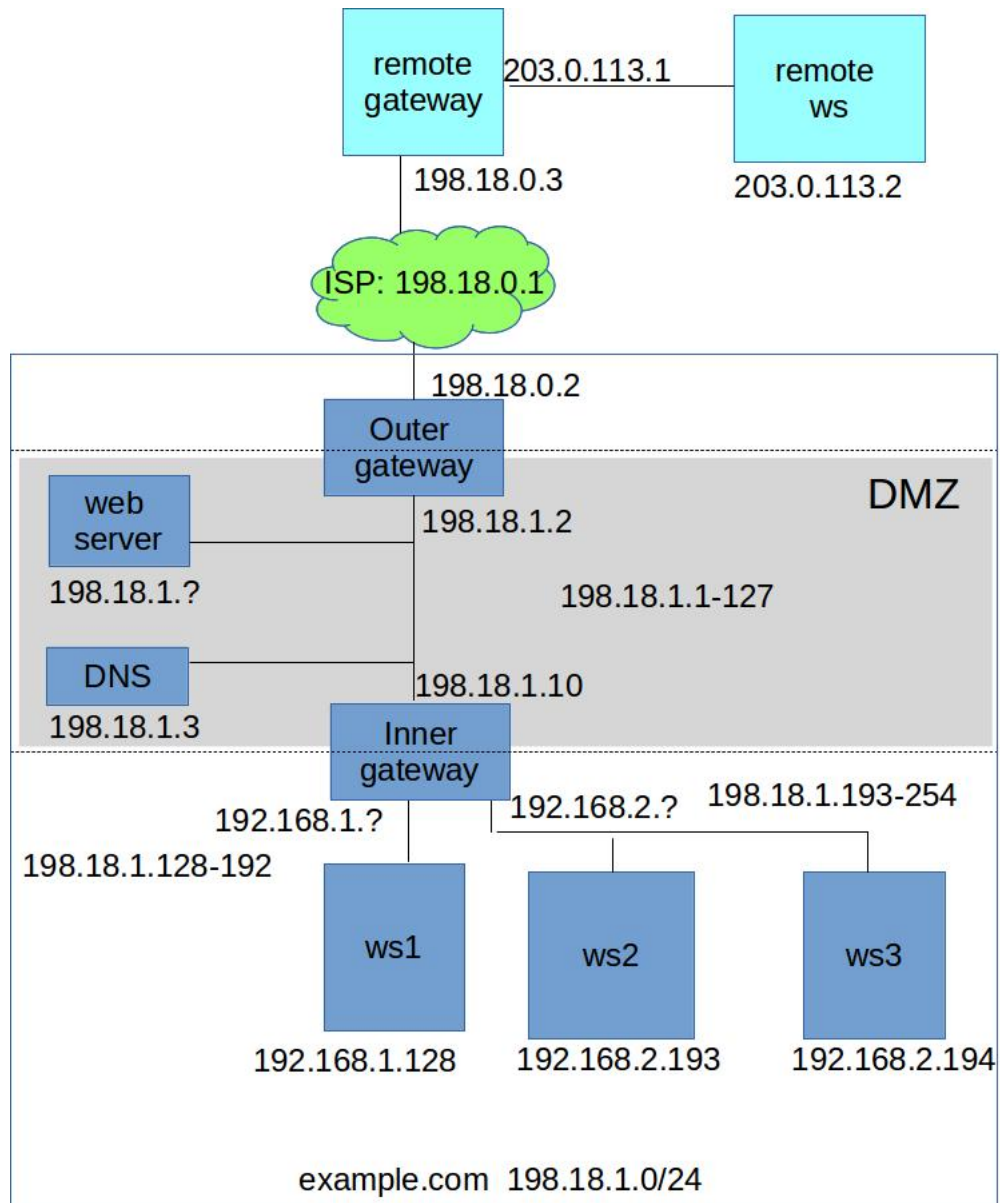 remote
gateway
203.0.113.1
remote
ws
198.18.0.3
203.0.113.2
ISP: 198.18.0.1
198.18.0.2
Outer
gateway
DMZ
web
server
198.18.1.2
198.18.1.?
198.18.1.1-127
DNS
198.18.1.10
198.18.1.3
Inner
gateway
192.168.1.?
192.168.2.?
198.18.1.193-254
198.18.1.128-192
ws1
ws2
ws3
192.168.1.128
192.168.2.193
192.168.2.194
example.com 198.18.1.0/24